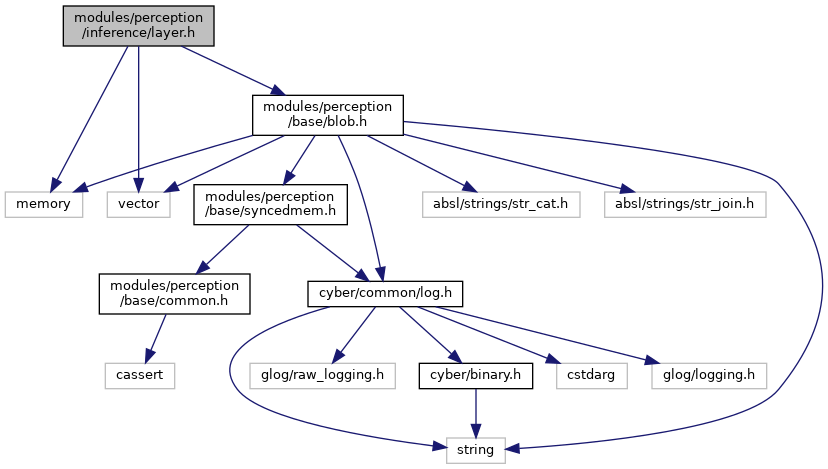 modules/perception
/inference/layer.h
modules/perception
/base/blob.h
memory
vector
modules/perception
/base/syncedmem.h
absl/strings/str_cat.h
absl/strings/str_join.h
modules/perception
/base/common.h
cyber/common/log.h
cassert
glog/raw_logging.h
cyber/binary.h
cstdarg
glog/logging.h
string